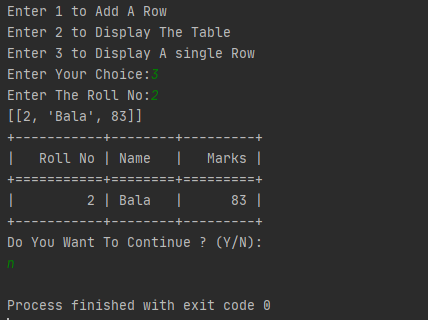 Enter 1 to Add A Row
Enter 2 to Display The Table
Enter 3 to Display A single Row
Enter Your Choice:3
Enter The Roll No:2
[[2, 'Bala', 83]]
+-----------+--------+---------+
|   Roll No | Name   |   Marks |
+===========+========+=========+
|         2 | Bala   |      83 |
+-----------+--------+---------+
Do You Want To Continue ? (Y/N):
n
Process finished with exit code 0